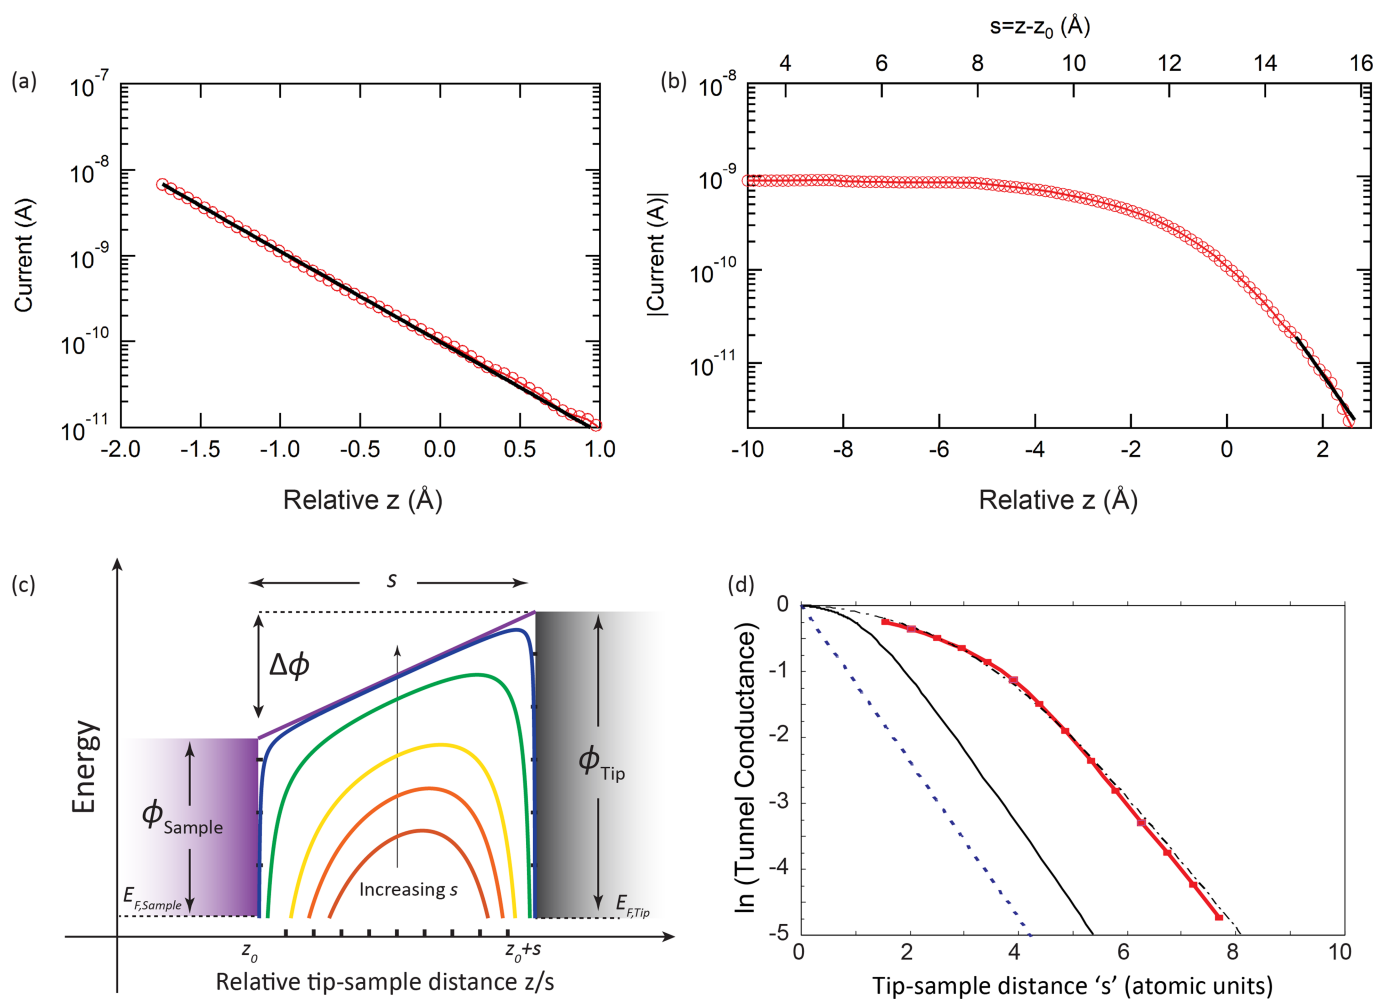 (a)
10⁻⁷
10⁻⁸
10⁻⁹
10⁻¹⁰
10⁻¹¹
Current (A)
-2.0 -1.5 -1.0 -0.5 0.0 0.5 1.0
Relative z (Å)
s=z-z₀ (Å)
4 6 8 10 12 14 16
(b)
10⁻⁸
10⁻⁹
10⁻¹⁰
10⁻¹¹
|Current (A)|
-10 -8 -6 -4 -2 0 2
Relative z (Å)
(c)
s
Δϕ
Energy
ϕSample
ϕTip
Increasing s
E F,Sample
E F,Tip
z₀
z₀+s
Relative tip-sample distance z/s
(d)
0
-1
-2
-3
-4
-5
ln (Tunnel Conductance)
0 2 4 6 8 10
Tip-sample distance ‘s’ (atomic units)